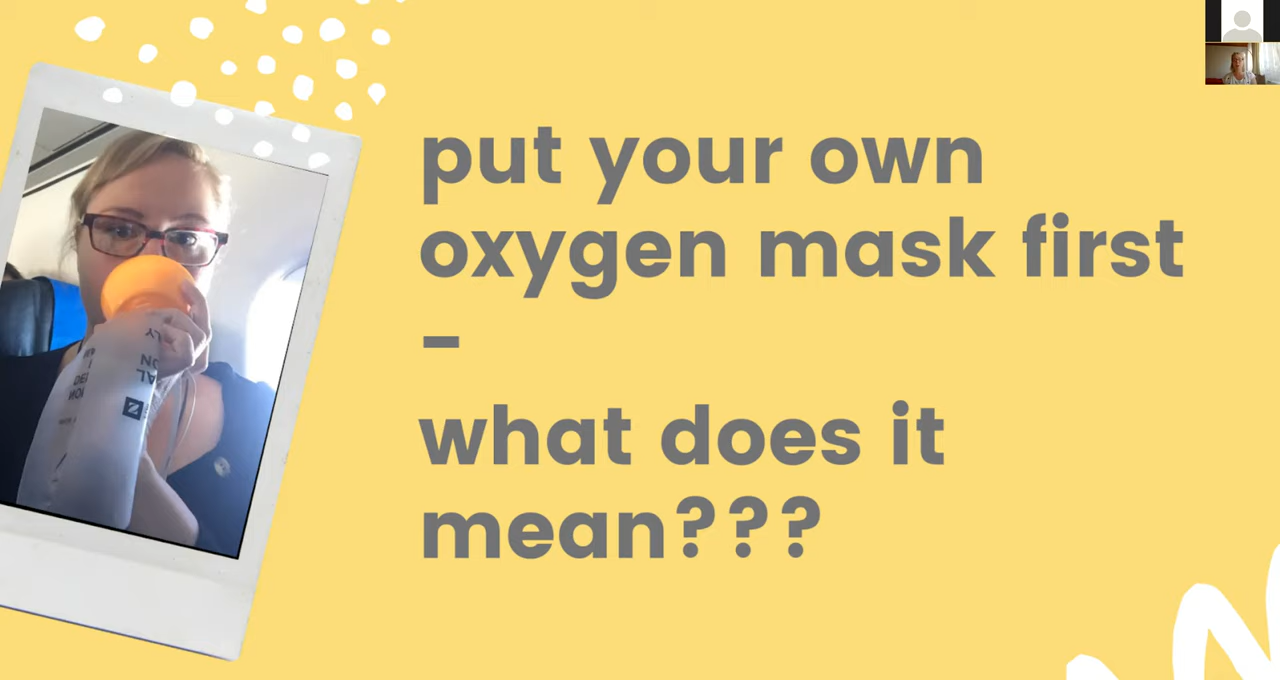 put your own
oxygen mask first
–
what does it
mean???